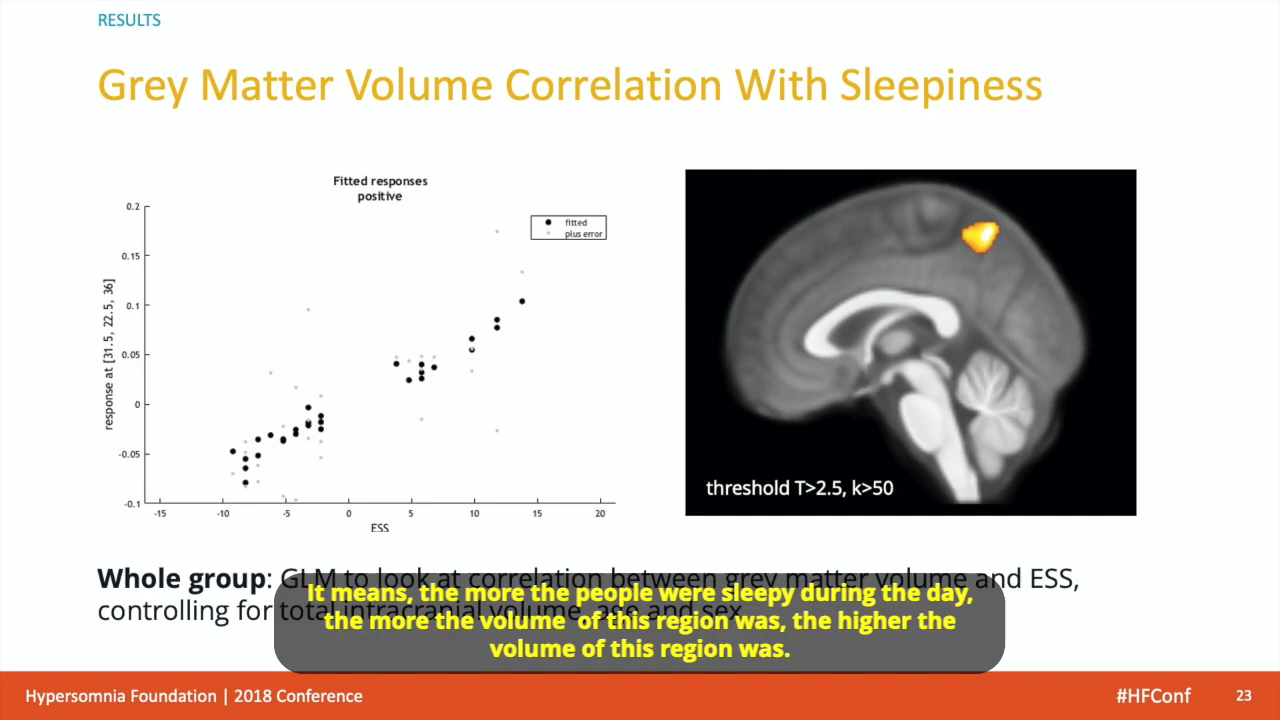 RESULTS
Grey Matter Volume Correlation With Sleepiness
Fitted responses
positive
fitted
plus error
0.2
0.15
0.1
0.05
0
-0.05
-0.1
response at [31.5, 22.5, 36]
-15 -10 -5 0 5 10 15 20
ESS
threshold T>2.5, k>50
Whole group: GLM to look at correlation between grey matter volume and ESS,
controlling for total intracranial volume, age and sex
It means, the more the people were sleepy during the day,
the more the volume of this region was, the higher the
volume of this region was.
Hypersomnia Foundation | 2018 Conference
#HFConf 23